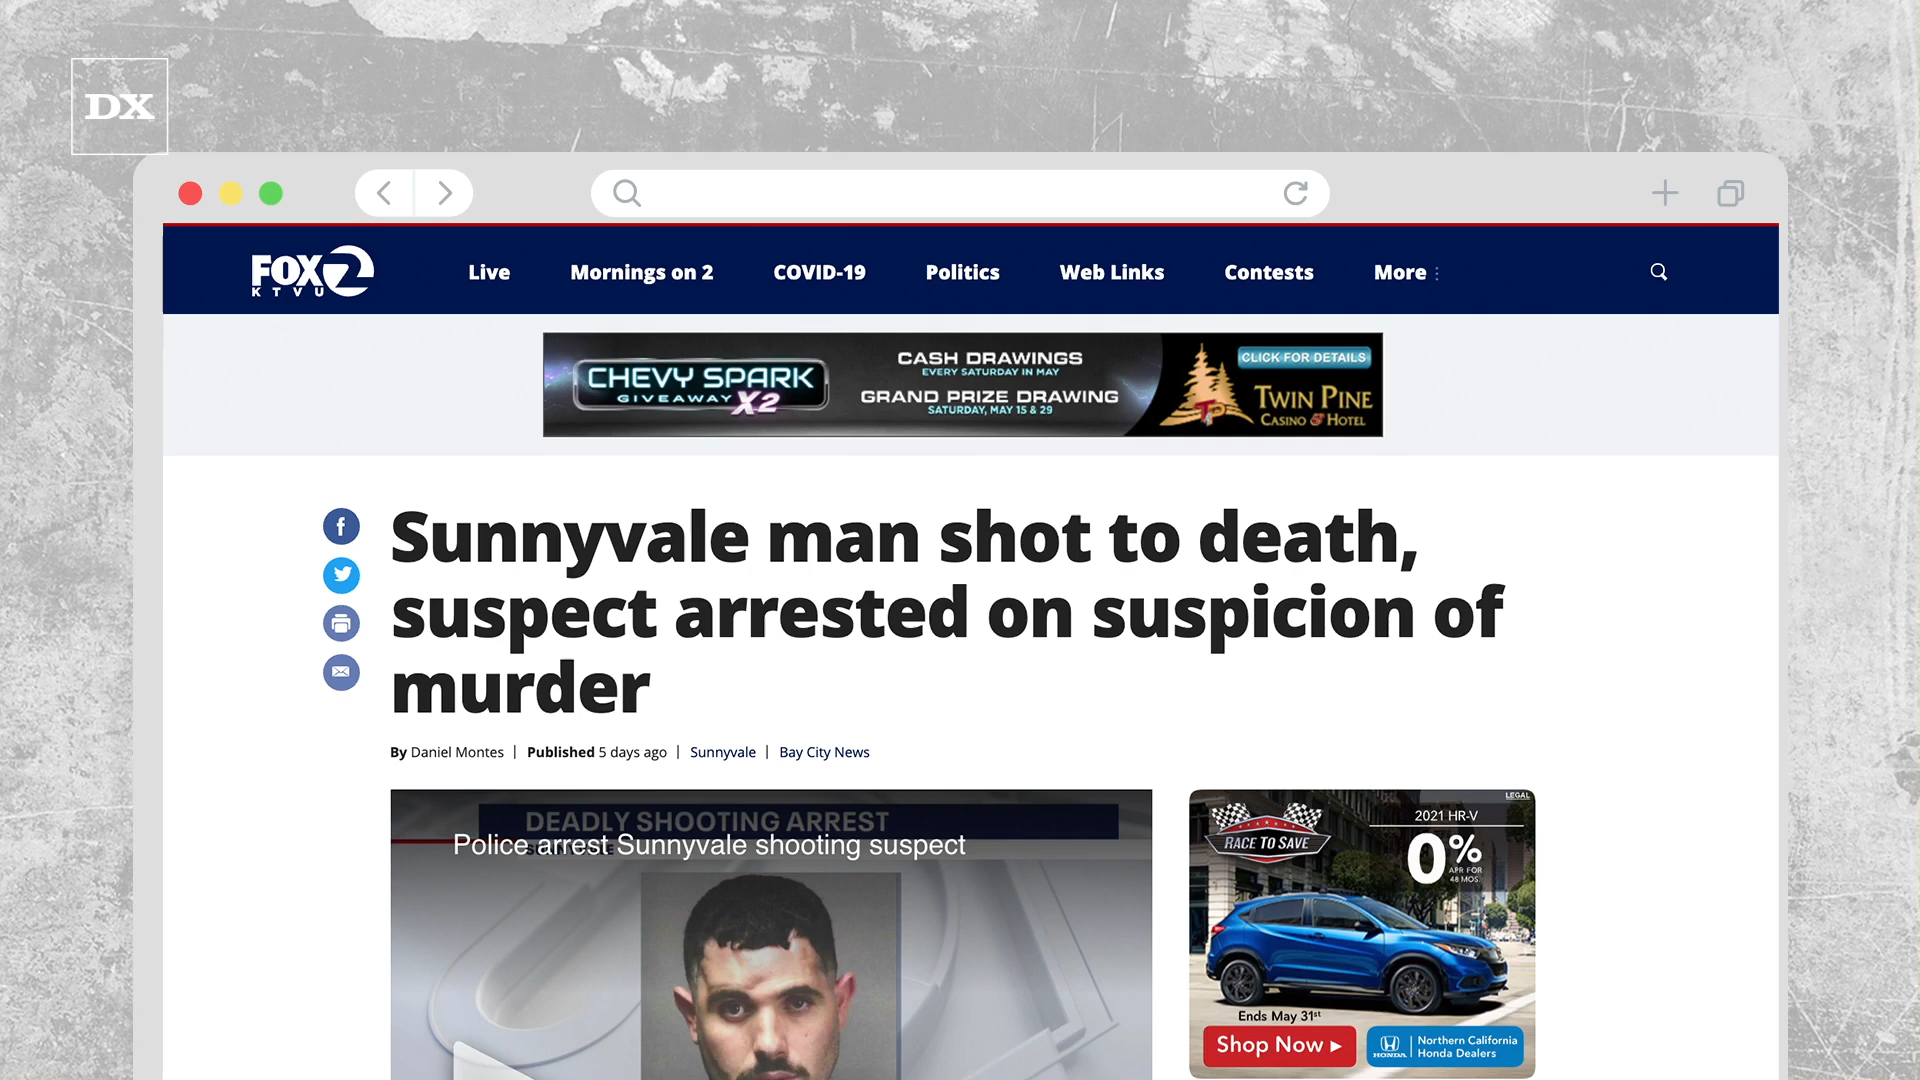 DX
FOX 2
KTVU
Live
Mornings on 2
COVID-19
Politics
Web Links
Contests
More
CHEVY SPARK
GIVEAWAY X2
CASH DRAWINGS
EVERY SATURDAY IN MAY
GRAND PRIZE DRAWING
SATURDAY, MAY 15 & 29
CLICK FOR DETAILS
TWIN PINE
CASINO & HOTEL
Sunnyvale man shot to death,
suspect arrested on suspicion of
murder
By Daniel Montes | Published 5 days ago | Sunnyvale | Bay City News
DEADLY SHOOTING ARREST
Police arrest Sunnyvale shooting suspect
LEGAL
RACE TO SAVE
2021 HR-V
0%
APR FOR
48 MOS.
Ends May 31st
Shop Now
HONDA
Northern California
Honda Dealers